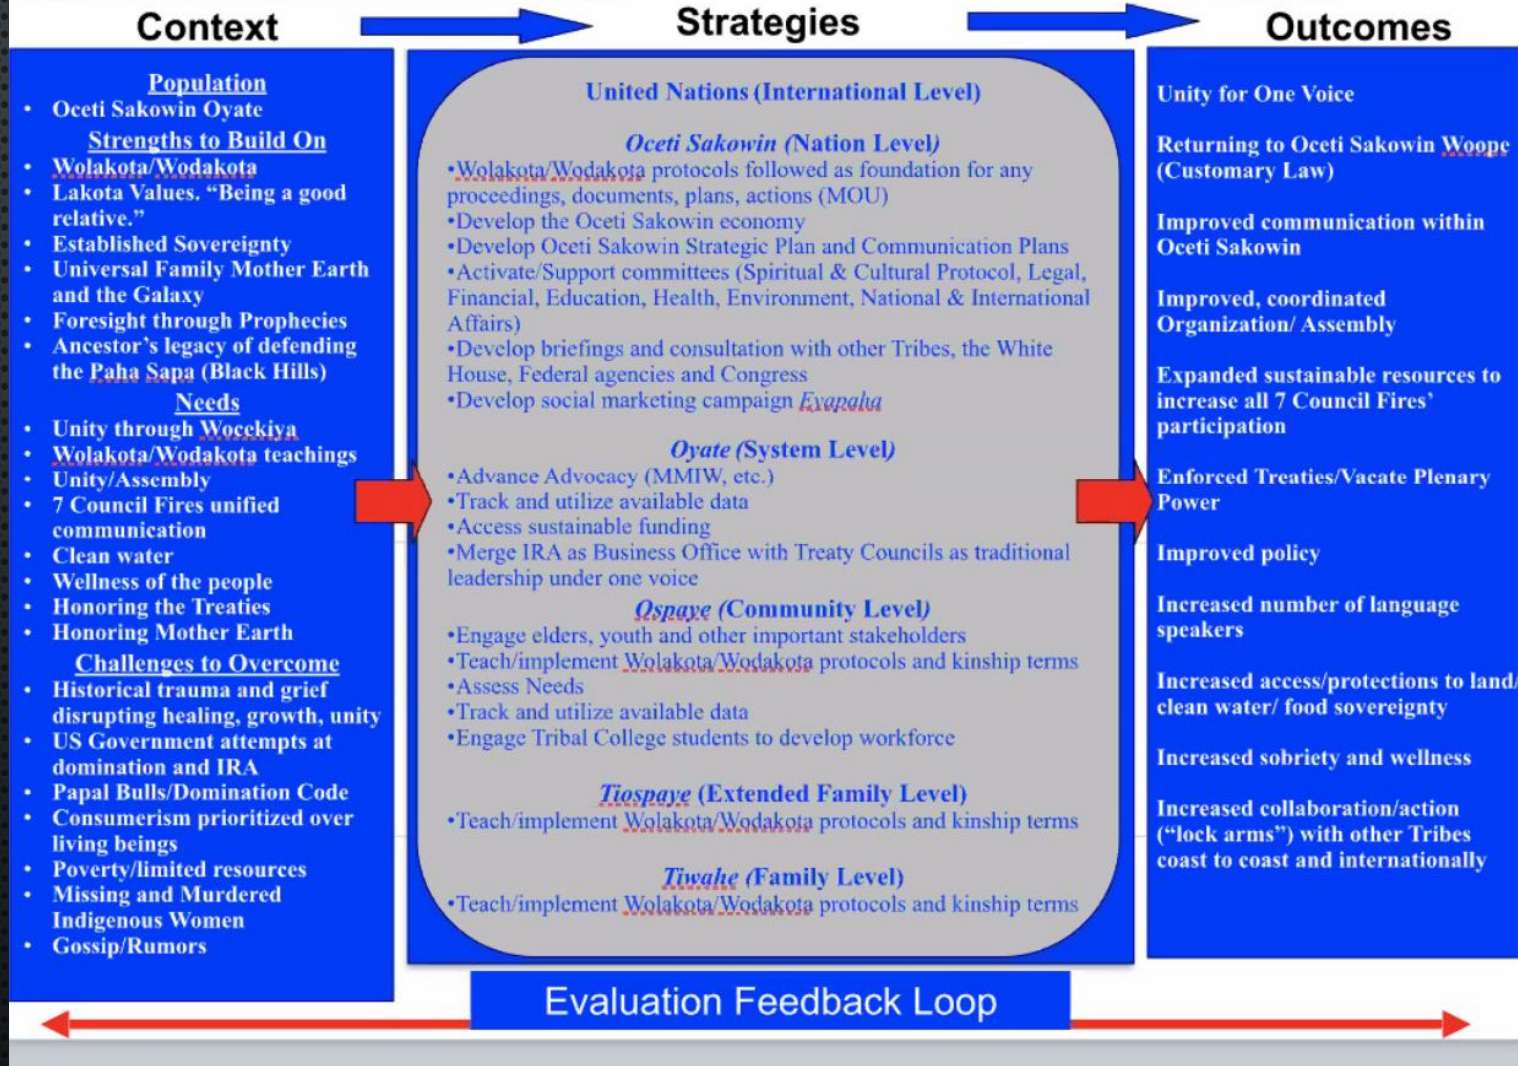 Context
Strategies
Outcomes
Population
• Oceti Sakowin Oyate
Strengths to Build On
• Wolakota/Wodakota
• Lakota Values. “Being a good
relative.”
• Established Sovereignty
• Universal Family Mother Earth
and the Galaxy
• Foresight through Prophecies
• Ancestor’s legacy of defending
the Paha Sapa (Black Hills)
Needs
• Unity through Wocekiya
• Wolakota/Wodakota teachings
• Unity/Assembly
• 7 Council Fires unified
communication
• Clean water
• Wellness of the people
• Honoring the Treaties
• Honoring Mother Earth
Challenges to Overcome
• Historical trauma and grief
disrupting healing, growth, unity
• US Government attempts at
domination and IRA
• Papal Bulls/Domination Code
• Consumerism prioritized over
living beings
• Poverty/limited resources
• Missing and Murdered
Indigenous Women
• Gossip/Rumors
United Nations (International Level)
Oceti Sakowin (Nation Level)
•Wolakota/Wodakota protocols followed as foundation for any
proceedings, documents, plans, actions (MOU)
•Develop the Oceti Sakowin economy
•Develop Oceti Sakowin Strategic Plan and Communication Plans
•Activate/Support committees (Spiritual & Cultural Protocol, Legal,
Financial, Education, Health, Environment, National & International
Affairs)
•Develop briefings and consultation with other Tribes, the White
House, Federal agencies and Congress
•Develop social marketing campaign Eyapaha
Oyate (System Level)
•Advance Advocacy (MMIW, etc.)
•Track and utilize available data
•Access sustainable funding
•Merge IRA as Business Office with Treaty Councils as traditional
leadership under one voice
Ospaye (Community Level)
•Engage elders, youth and other important stakeholders
•Teach/implement Wolakota/Wodakota protocols and kinship terms
•Assess Needs
•Track and utilize available data
•Engage Tribal College students to develop workforce
Tiospaye (Extended Family Level)
•Teach/implement Wolakota/Wodakota protocols and kinship terms
Tiwahe (Family Level)
•Teach/implement Wolakota/Wodakota protocols and kinship terms
Unity for One Voice
Returning to Oceti Sakowin Woope
(Customary Law)
Improved communication within
Oceti Sakowin
Improved, coordinated
Organization/ Assembly
Expanded sustainable resources to
increase all 7 Council Fires’
participation
Enforced Treaties/Vacate Plenary
Power
Improved policy
Increased number of language
speakers
Increased access/protections to land/
clean water/ food sovereignty
Increased sobriety and wellness
Increased collaboration/action
(“lock arms”) with other Tribes
coast to coast and internationally
Evaluation Feedback Loop